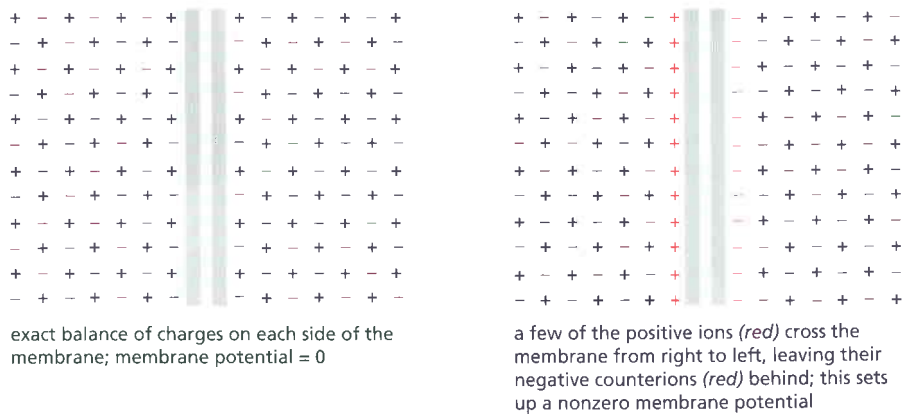 exact balance of charges on each side of the
membrane; membrane potential = 0
a few of the positive ions (red) cross the
membrane from right to left, leaving their
negative counterions (red) behind; this sets
up a nonzero membrane potential